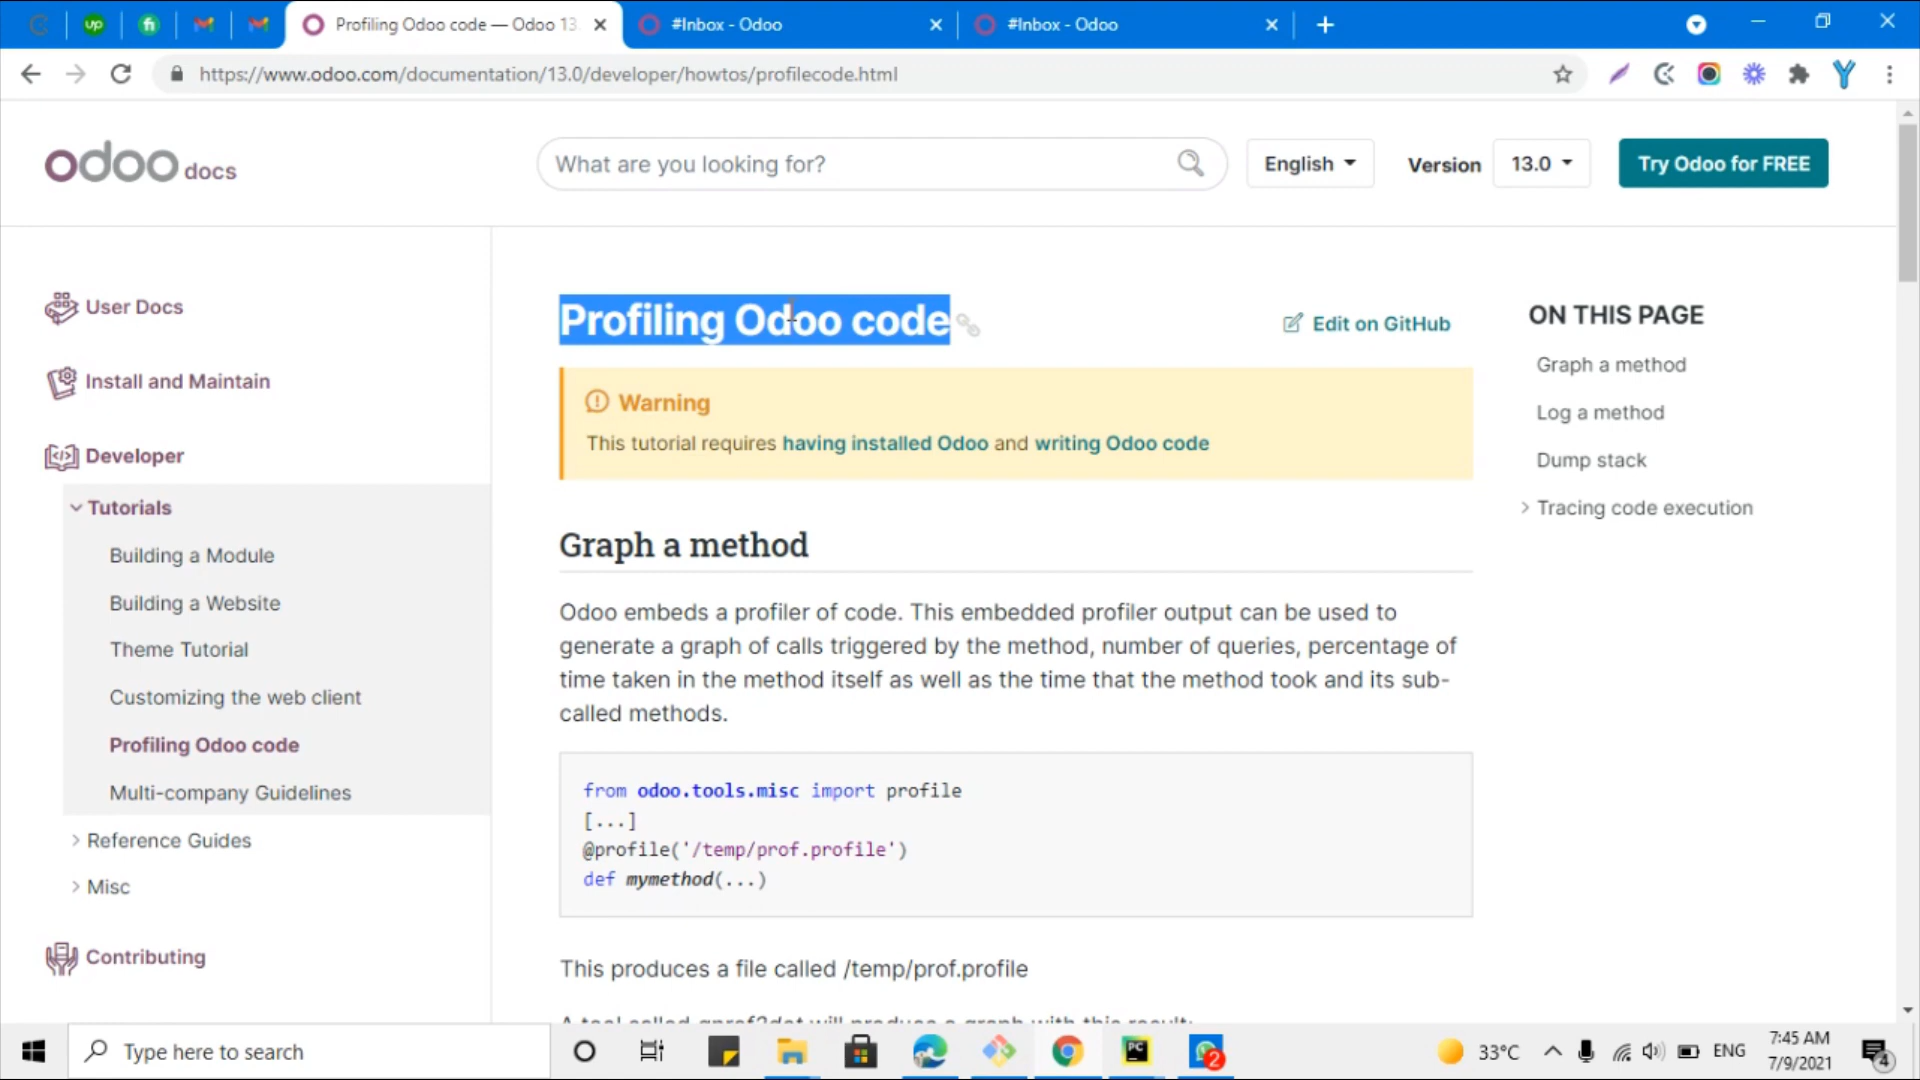 up
fi
Profiling Odoo code — Odoo 13.
#Inbox - Odoo
#Inbox - Odoo
https://www.odoo.com/documentation/13.0/developer/howtos/profilecode.html
odoo docs
What are you looking for?
English
Version
13.0
Try Odoo for FREE
User Docs
Install and Maintain
Developer
Tutorials
Building a Module
Building a Website
Theme Tutorial
Customizing the web client
Profiling Odoo code
Multi-company Guidelines
Reference Guides
Misc
Contributing
Profiling Odoo code
Edit on GitHub
Warning
This tutorial requires having installed Odoo and writing Odoo code
Graph a method
Odoo embeds a profiler of code. This embedded profiler output can be used to
generate a graph of calls triggered by the method, number of queries, percentage of
time taken in the method itself as well as the time that the method took and its sub-
called methods.
from odoo.tools.misc import profile
[...]
@profile('/temp/prof.profile')
def mymethod(...)
This produces a file called /temp/prof.profile
ON THIS PAGE
Graph a method
Log a method
Dump stack
Tracing code execution
Type here to search
PC
2
33°C
ENG
7:45 AM
7/9/2021
4